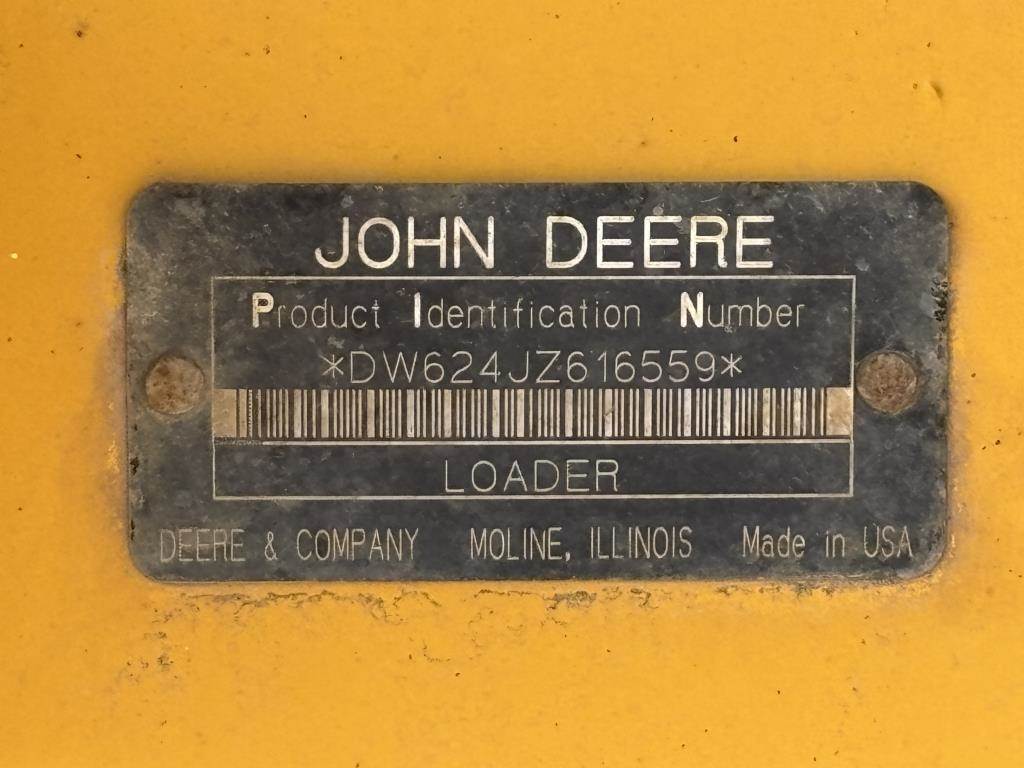 JOHN DEERE
Product Identification Number
*DW624JZ616559*
LOADER
DEERE & COMPANY MOLINE, ILLINOIS Made in USA